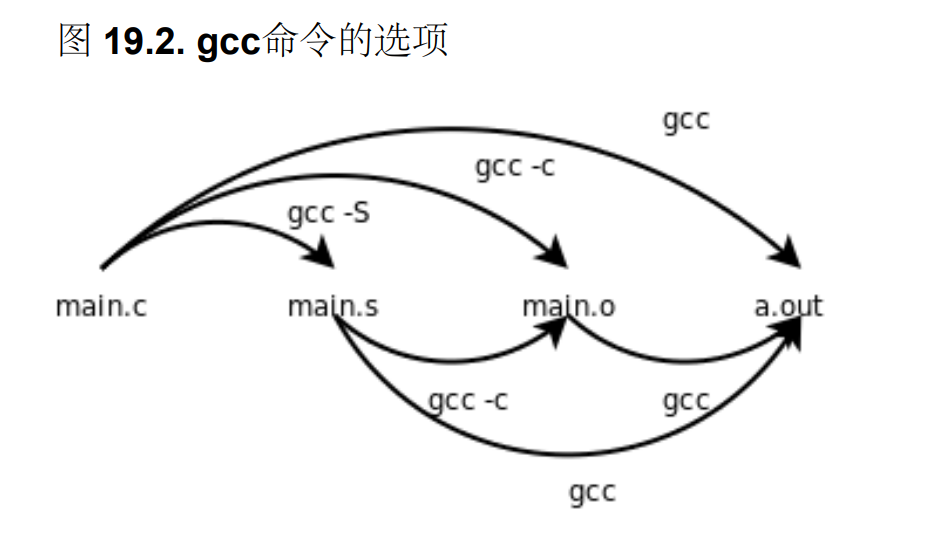 图 19.2. gcc命令的选项
gcc
gcc -c
gcc -S
main.c main.s main.o a.out
gcc -c gcc
gcc